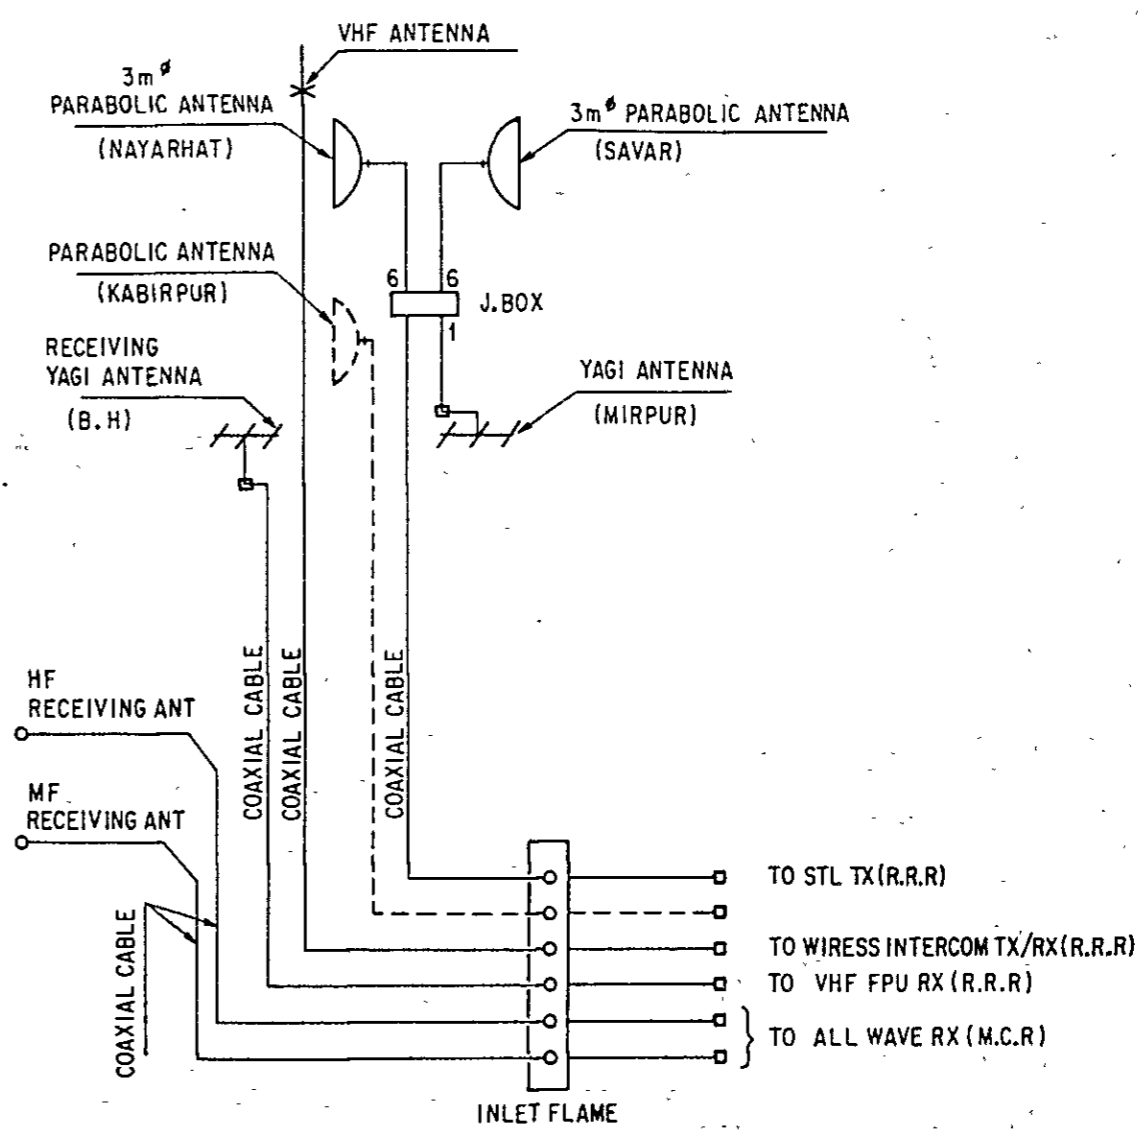 VHF ANTENNA
3mø
PARABOLIC ANTENNA
(NAYARHAT)
3mø PARABOLIC ANTENNA
(SAVAR)
PARABOLIC ANTENNA
(KABIRPUR)
6 6
J.BOX
1
RECEIVING
YAGI ANTENNA
(B.H)
YAGI ANTENNA
(MIRPUR)
HF
RECEIVING ANT
MF
RECEIVING ANT
COAXIAL CABLE
COAXIAL CABLE
COAXIAL CABLE
COAXIAL CABLE
TO STL TX(R.R.R)
TO WIRESS INTERCOM TX/RX(R.R.R)
TO VHF FPU RX (R.R.R)
TO ALL WAVE RX (M.C.R)
INLET FLAME